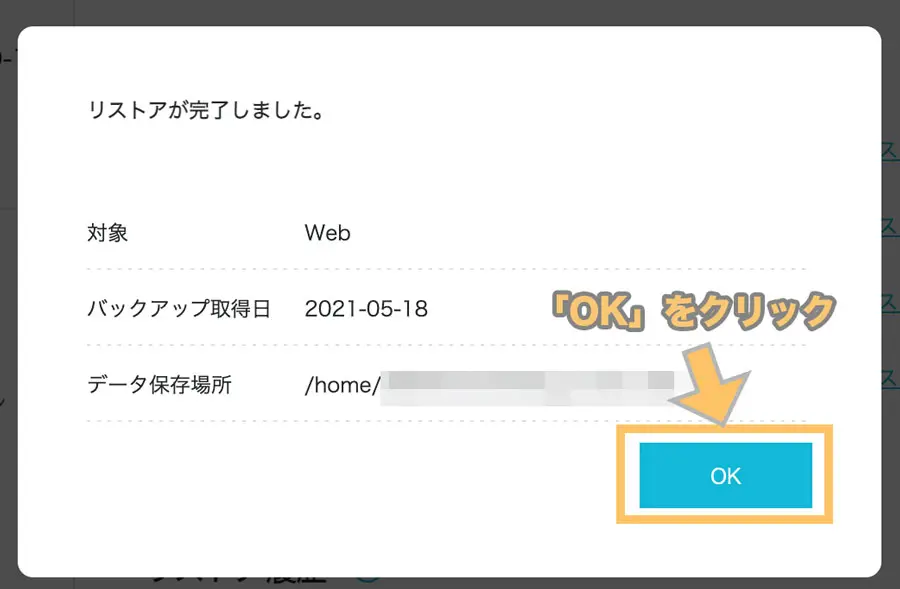 リストアが完了しました。
対象 Web
バックアップ取得日 2021-05-18
「OK」をクリック
データ保存場所 /home/
OK